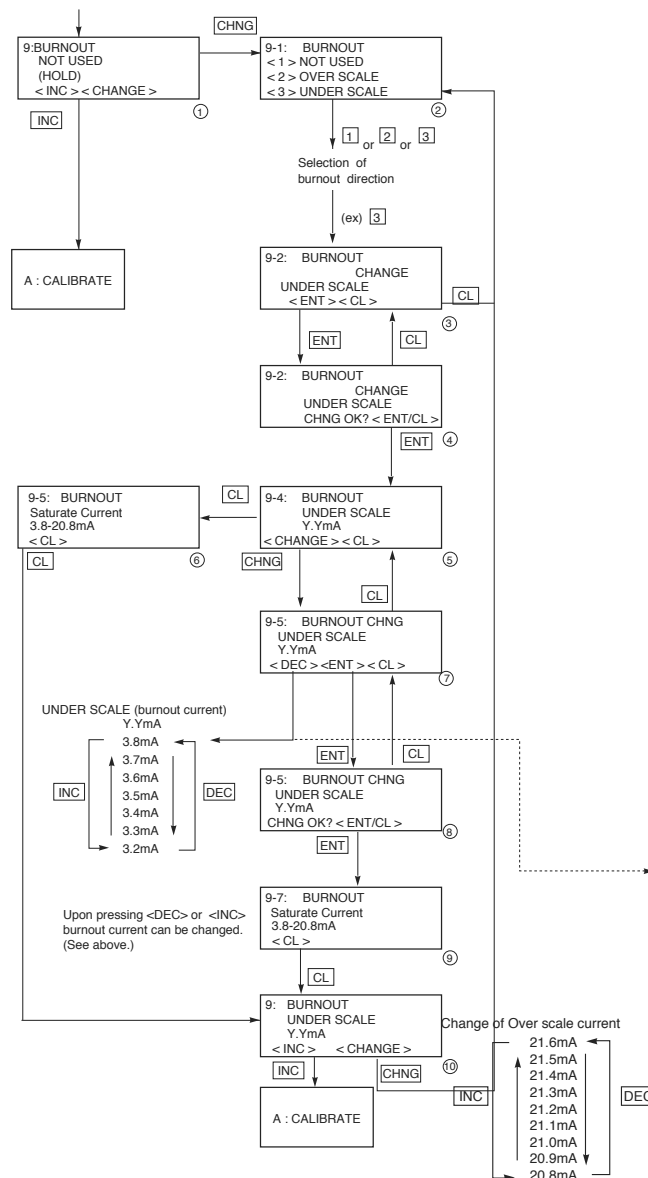 CHNG
9:BURNOUT
NOT USED
(HOLD)
< INC > < CHANGE >
1
9-1: BURNOUT
< 1 > NOT USED
< 2 > OVER SCALE
< 3 > UNDER SCALE
2
INC
1 or 2 or 3
Selection of
burnout direction
(ex) 3
A : CALIBRATE
9-2: BURNOUT
CHANGE
UNDER SCALE
< ENT > < CL >
3
CL
ENT
CL
9-2: BURNOUT
CHANGE
UNDER SCALE
CHNG OK? < ENT/CL >
4
ENT
9-5: BURNOUT
Saturate Current
3.8-20.8mA
< CL >
6
CL
9-4: BURNOUT
UNDER SCALE
Y.YmA
< CHANGE > < CL >
5
CL
CHNG
CL
9-5: BURNOUT CHNG
UNDER SCALE
Y.YmA
< DEC > <ENT > < CL >
7
UNDER SCALE (burnout current)
Y.YmA
3.8mA
3.7mA
3.6mA
3.5mA
3.4mA
3.3mA
3.2mA
INC
DEC
ENT
CL
9-5: BURNOUT CHNG
UNDER SCALE
Y.YmA
CHNG OK? < ENT/CL >
8
ENT
Upon pressing <DEC> or <INC>
burnout current can be changed.
(See above.)
9-7: BURNOUT
Saturate Current
3.8-20.8mA
< CL >
9
CL
9: BURNOUT
UNDER SCALE
Y.YmA
< INC > < CHANGE >
10
INC
CHNG
A : CALIBRATE
Change of Over scale current
21.6mA
21.5mA
21.4mA
21.3mA
21.2mA
21.1mA
21.0mA
20.9mA
20.8mA
INC
DEC